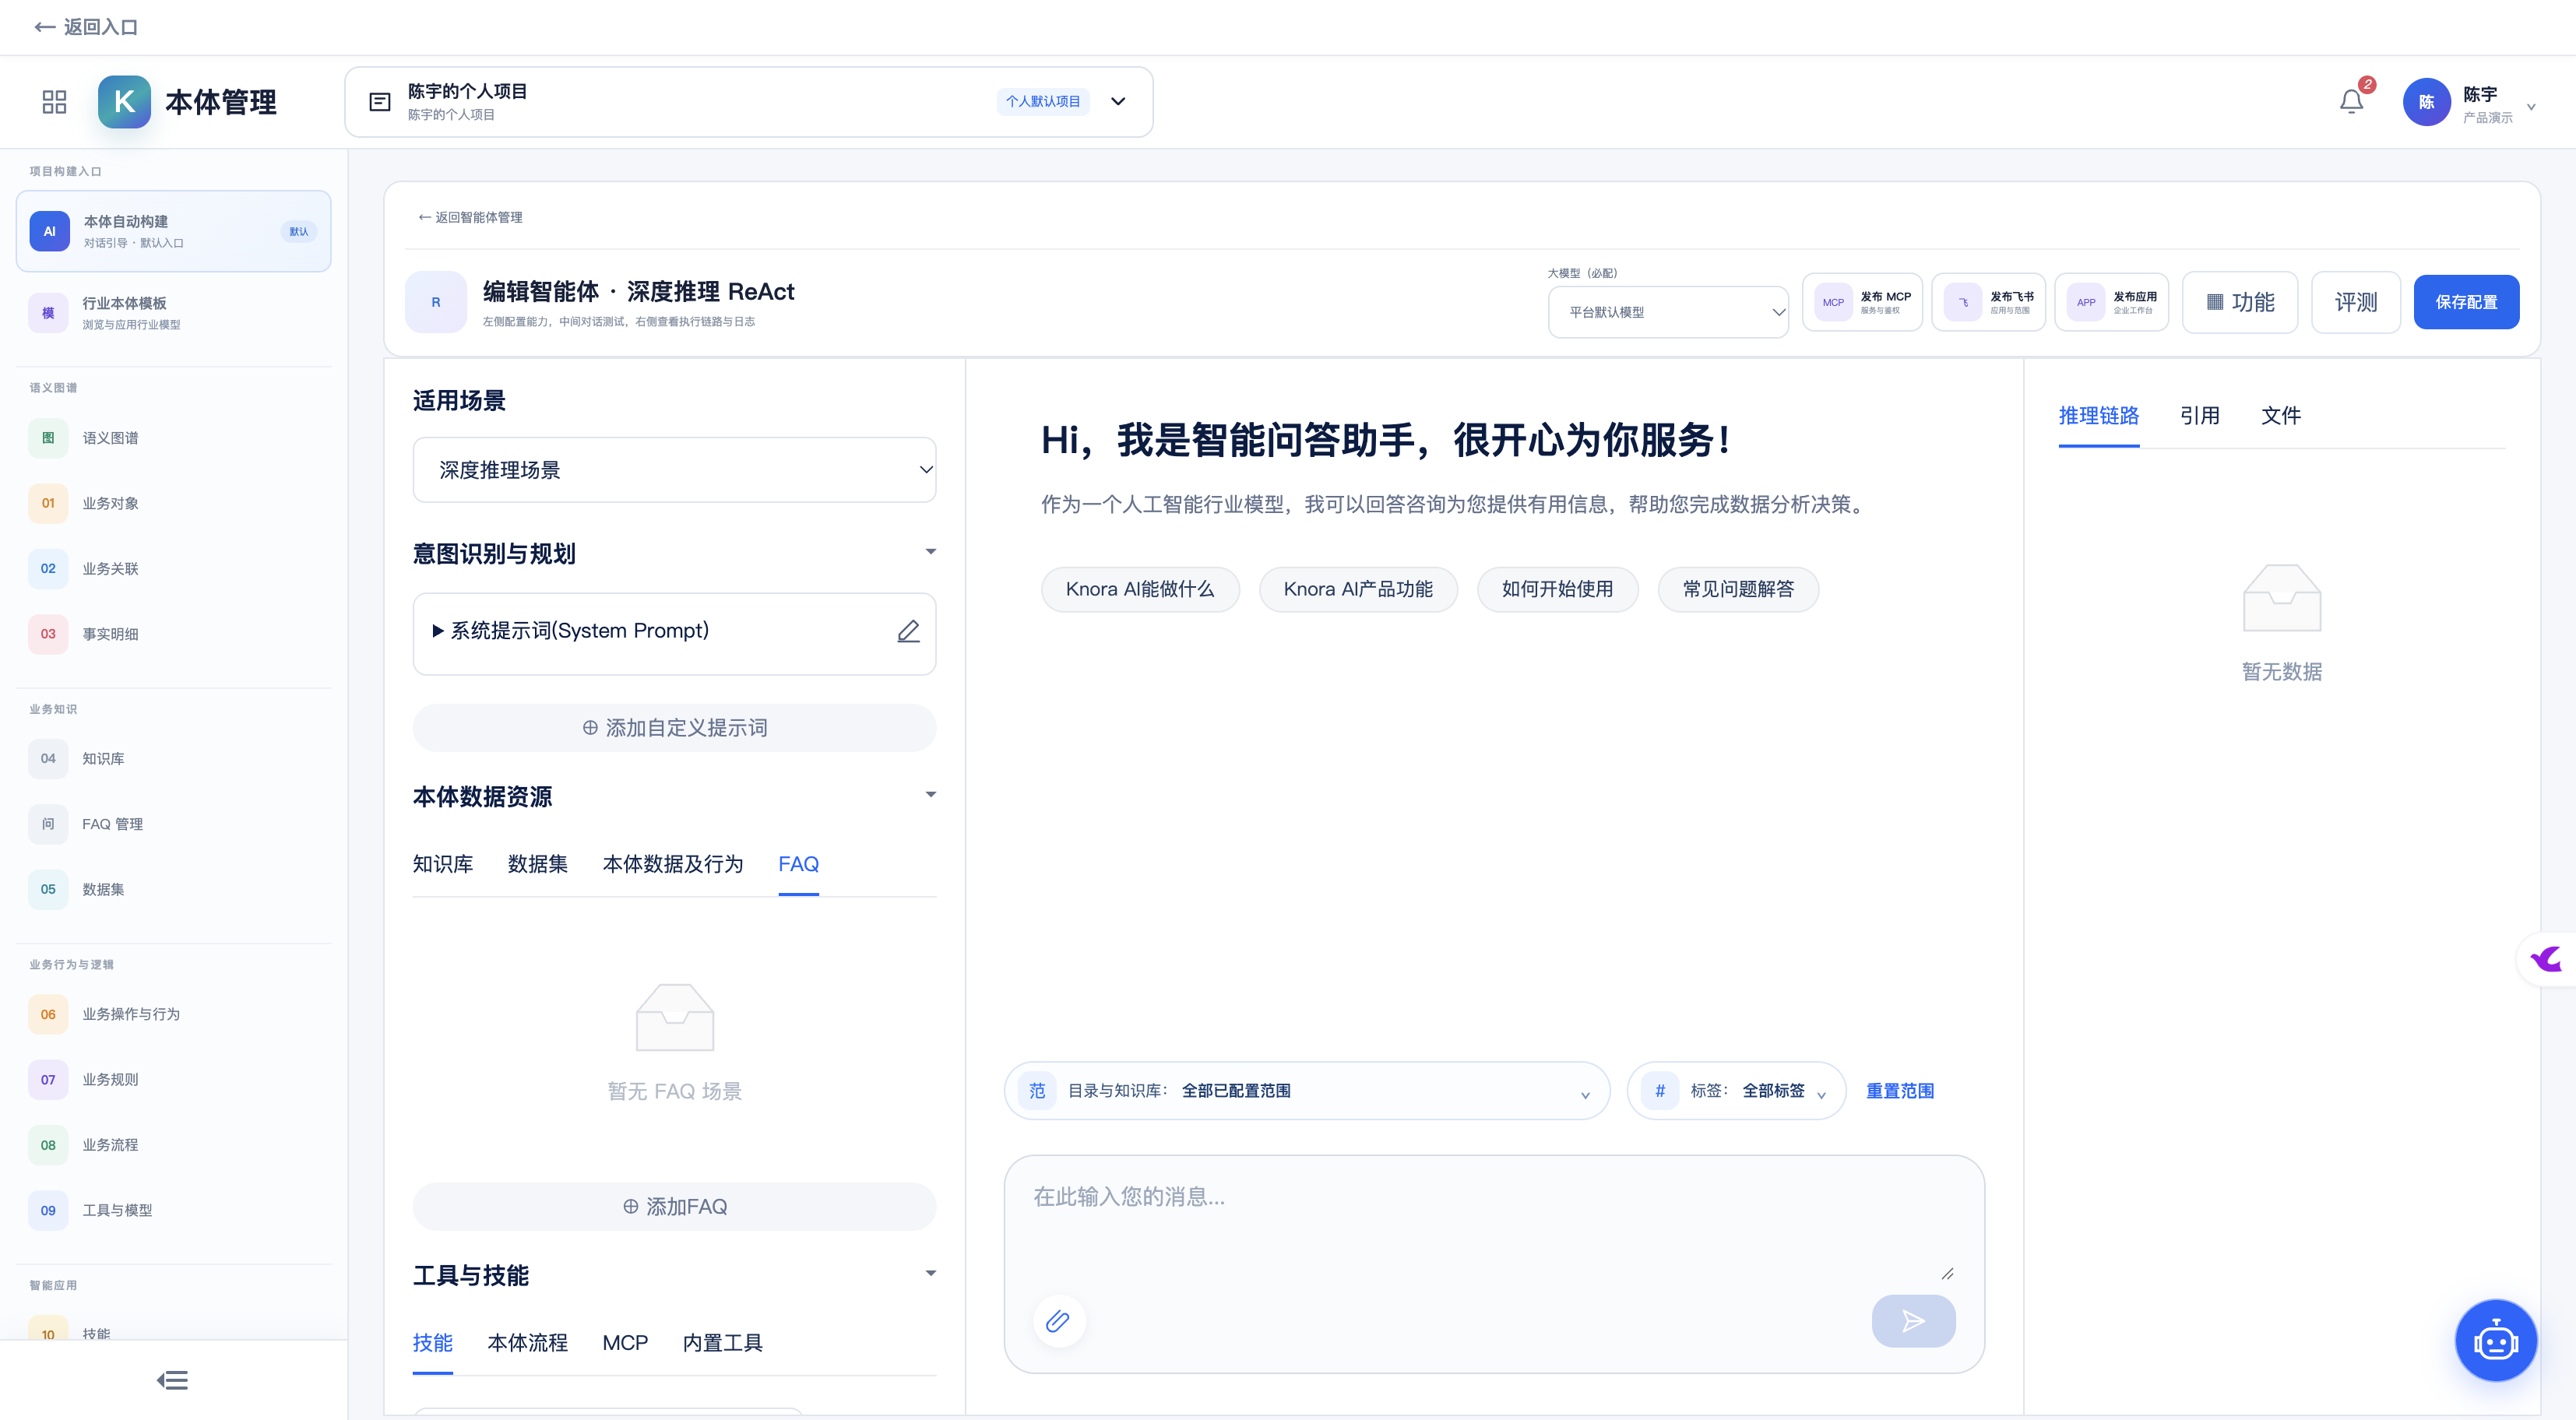 ← 返回入口
K 本体管理
陈宇的个人项目
陈宇的个人项目
个人默认项目
2
陈
陈宇
产品演示
项目构建入口
AI
本体自动构建
对话引导 · 默认入口
默认
模
行业本体模板
浏览与应用行业模型
语义图谱
图 语义图谱
01 业务对象
02 业务关联
03 事实明细
业务知识
04 知识库
问 FAQ 管理
05 数据集
业务行为与逻辑
06 业务操作与行为
07 业务规则
08 业务流程
09 工具与模型
智能应用
10 技能
← 返回智能体管理
R
编辑智能体 · 深度推理 ReAct
左侧配置能力，中间对话测试，右侧查看执行链路与日志
大模型（必配）
平台默认模型
MCP
发布 MCP
服务与鉴权
飞
发布飞书
应用与范围
APP
发布应用
企业工作台
▦ 功能
评测
保存配置
适用场景
深度推理场景
意图识别与规划
▶ 系统提示词(System Prompt)
⊕ 添加自定义提示词
本体数据资源
知识库 数据集 本体数据及行为 FAQ
暂无 FAQ 场景
⊕ 添加FAQ
工具与技能
技能 本体流程 MCP 内置工具
Hi，我是智能问答助手，很开心为你服务！
作为一个人工智能行业模型，我可以回答咨询为您提供有用信息，帮助您完成数据分析决策。
Knora AI能做什么 Knora AI产品功能 如何开始使用 常见问题解答
范 目录与知识库： 全部已配置范围
# 标签： 全部标签
重置范围
在此输入您的消息...
推理链路 引用 文件
暂无数据